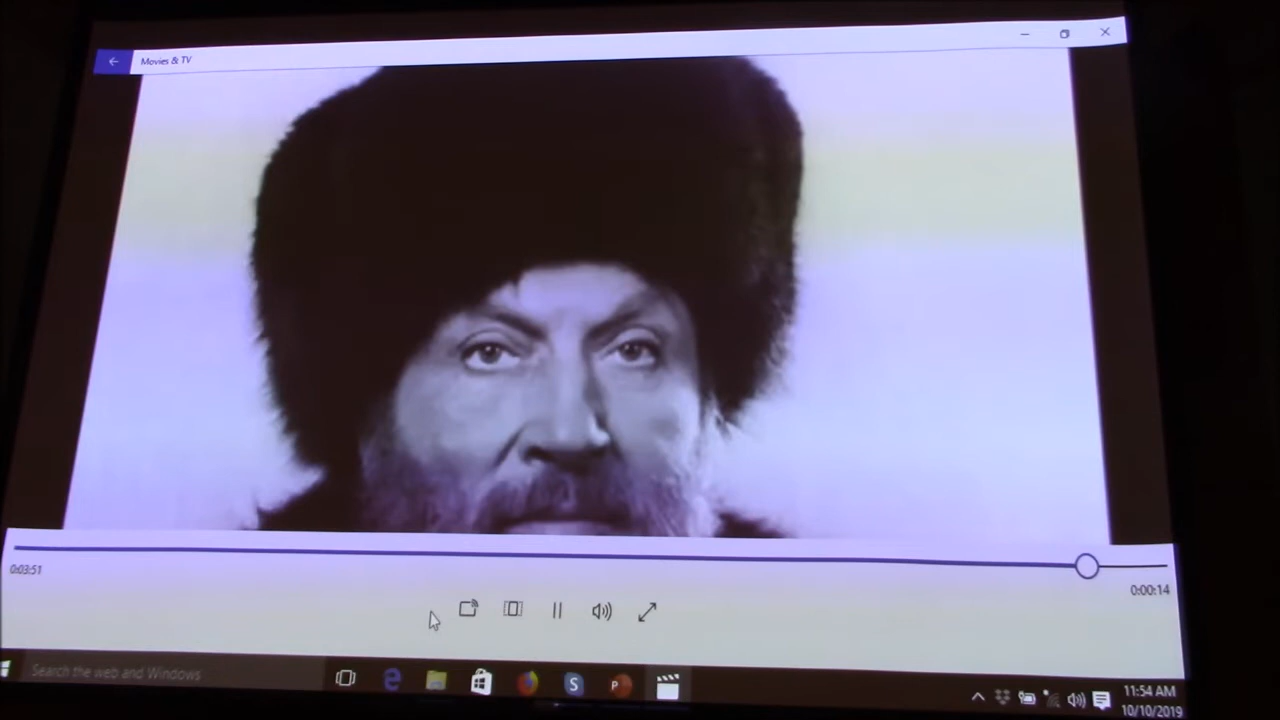 Movies & TV
0:03:51
0:00:14
Search the web and Windows
S
P
11:54 AM
10/10/2019